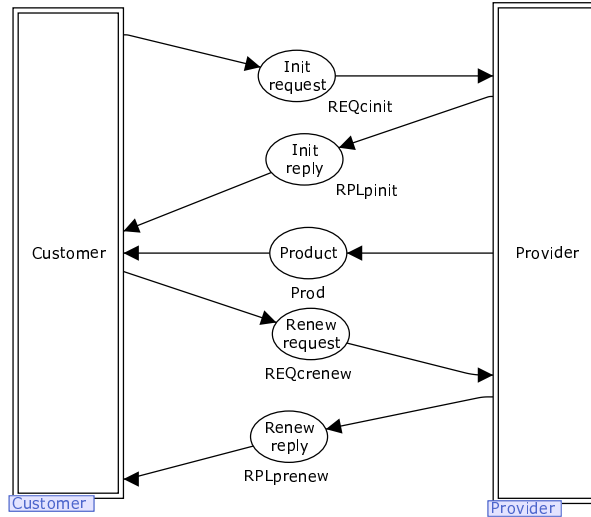 Init
request
REQcinit
Init
reply
RPLpinit
Customer
Product
Provider
Prod
Renew
request
REQcrenew
Renew
reply
RPLprenew
Customer
Provider